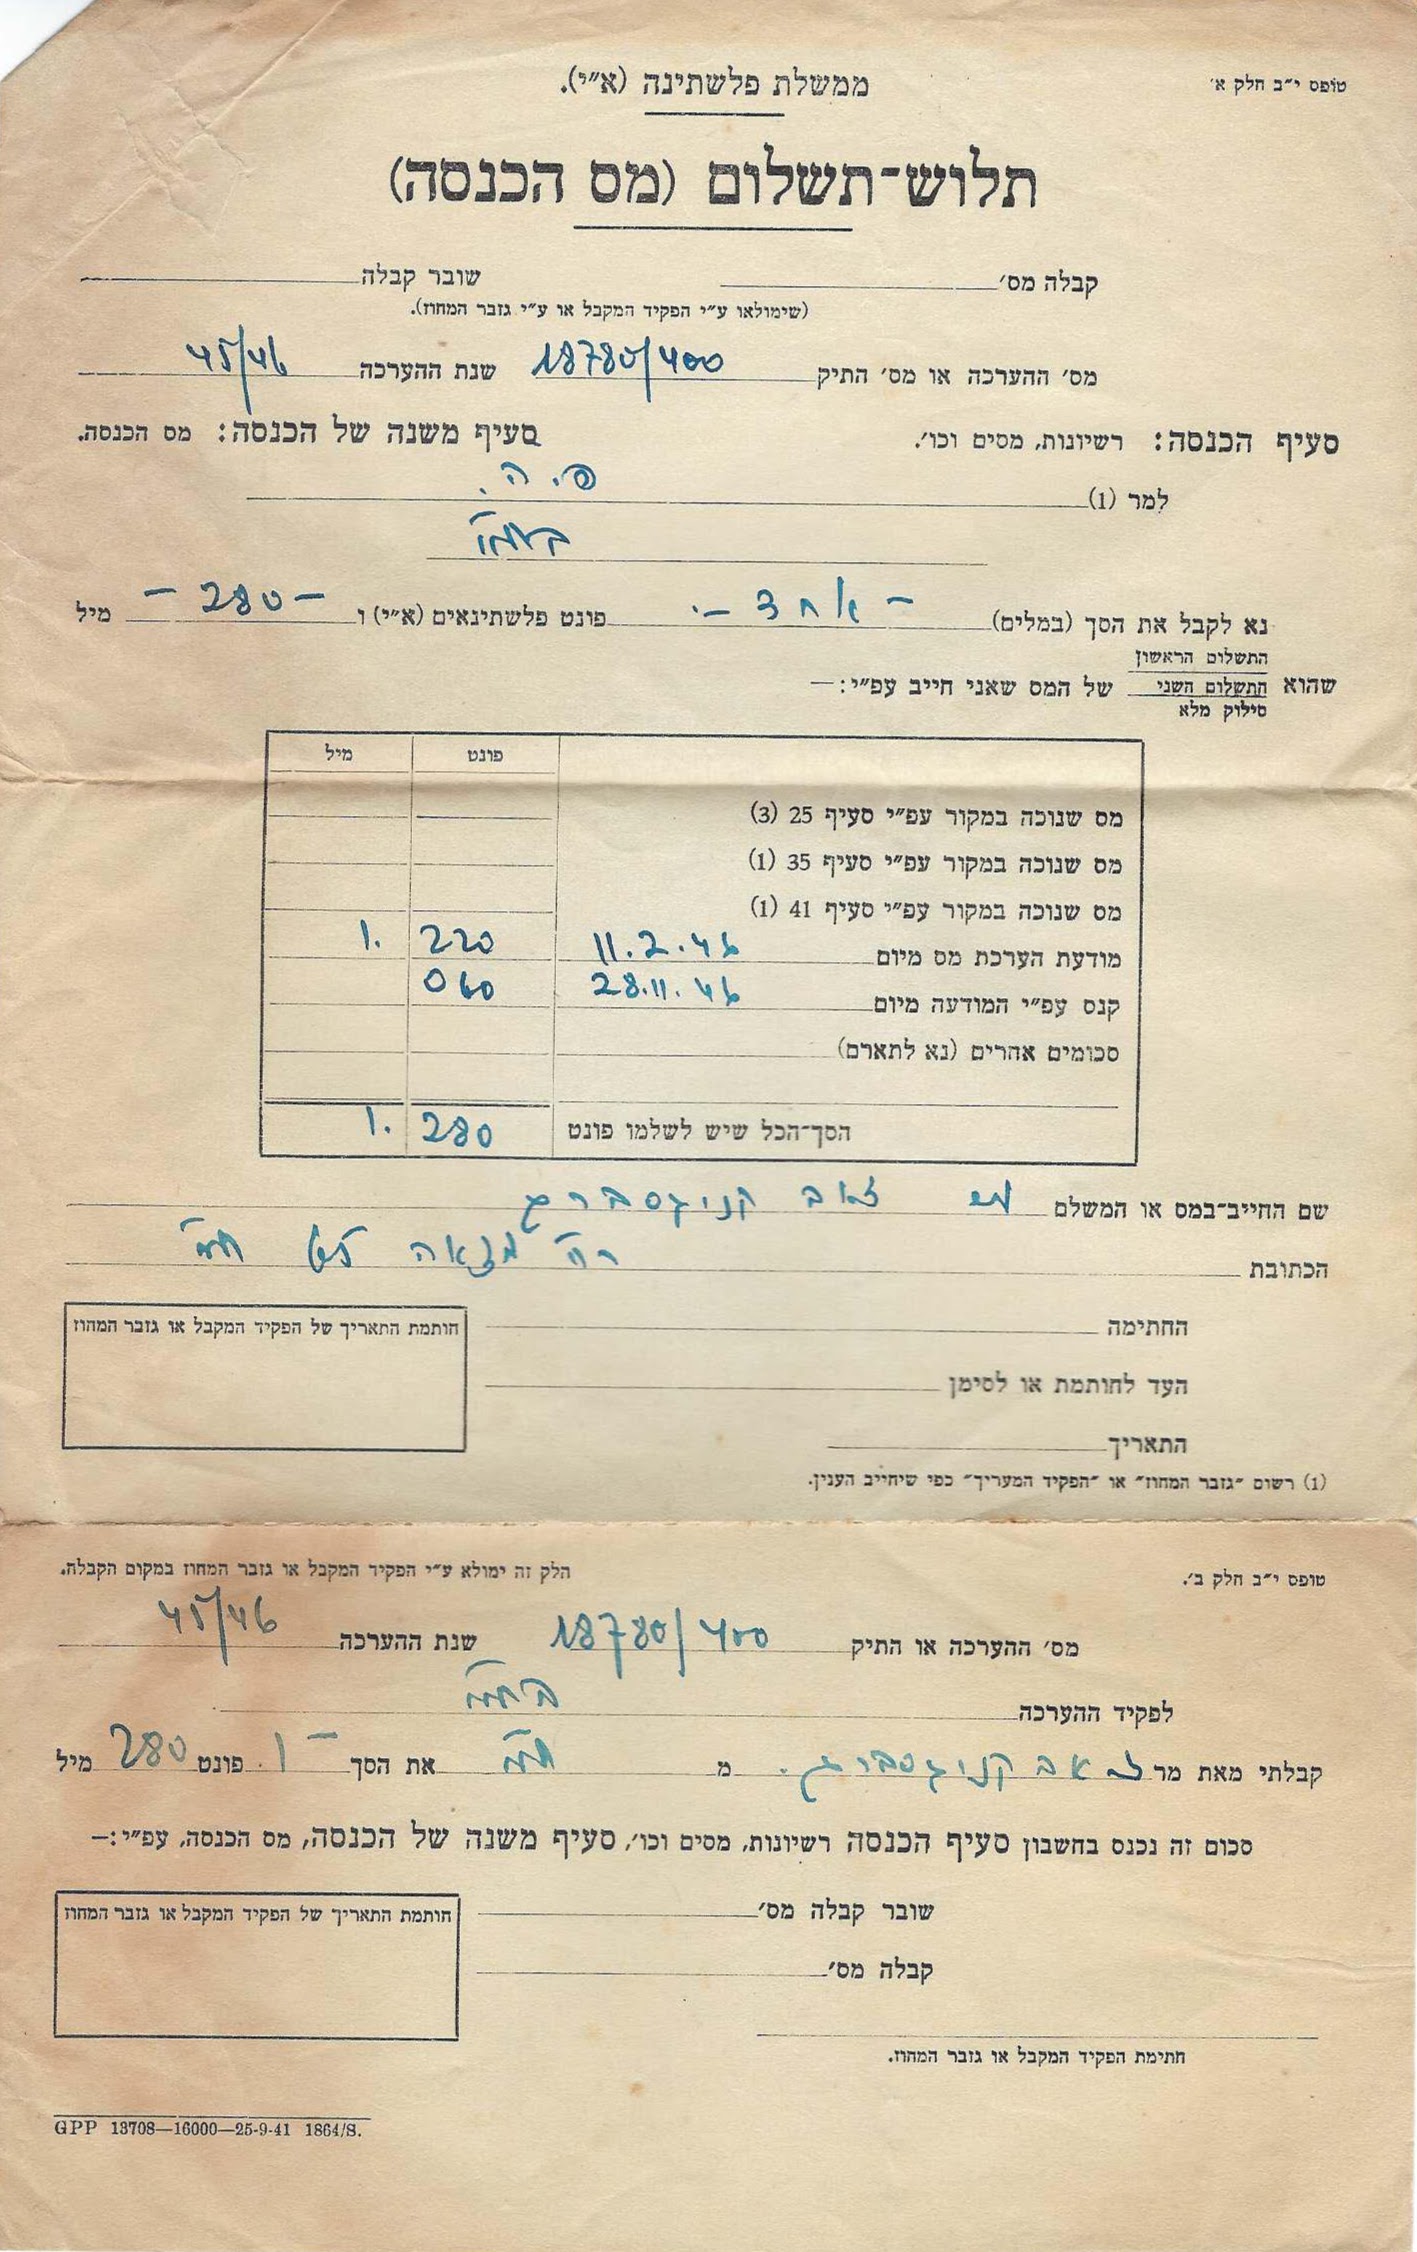 טופס י״ב חלק א׳
ממשלת פלשתינה (א״י).
תלוש-תשלום (מס הכנסה)
קבלה מס׳ שובר קבלה
(שימולאו ע״י הפקיד המקבל או ע״י גזבר המחוז).
מס׳ ההערכה או מס׳ התיק 18780/400 שנת ההערכה 45/46
סעיף הכנסה: רשיונות, מסים וכו׳. סעיף משנה של הכנסה: מס הכנסה.
למר (1) פ. ה.
בחי״
נא לקבל את הסך (במלים) – אחד –. פונט פלשתינאים (א״י) ו – 280 – מיל
התשלום הראשון
שהוא התשלום השני של המס שאני חייב עפ״י:—
סילוק מלא
פונט מיל
מס שנוכה במקור עפ״י סעיף 25 (3)
מס שנוכה במקור עפ״י סעיף 35 (1)
מס שנוכה במקור עפ״י סעיף 41 (1)
מודעת הערכת מס מיום 11.2.46 220 1.
קנס עפ״י המודעה מיום 28.11.46 060
סכומים אחרים (נא לתארם)
הסך-הכל שיש לשלמו פונט 280 1.
שם החייב-במס או המשלם מר זאב קניגסברג
הכתובת רח׳
החתימה
חותמת התאריך של הפקיד המקבל או גזבר המחוז
העד לחותמת או לסימן
התאריך
(1) רשום ״גזבר המחוז״ או ״הפקיד המעריך״ כפי שיחייב הענין.
טופס י״ב חלק ב׳. חלק זה ימולא ע״י הפקיד המקבל או גזבר המחוז במקום הקבלה.
מס׳ ההערכה או התיק 18780/400 שנת ההערכה 45/46
לפקיד ההערכה
קבלתי מאת מר זאב קניגסברג. מ את הסך 1. – פונט 280 מיל
סכום זה נכנס בחשבון סעיף הכנסה רשיונות, מסים וכו׳, סעיף משנה של הכנסה, מס הכנסה, עפ״י:—
שובר קבלה מס׳
חותמת התאריך של הפקיד המקבל או גזבר המחוז
קבלה מס׳
חתימת הפקיד המקבל או גזבר המחוז.
GPP 13708—16000—25-9-41 1864/S.